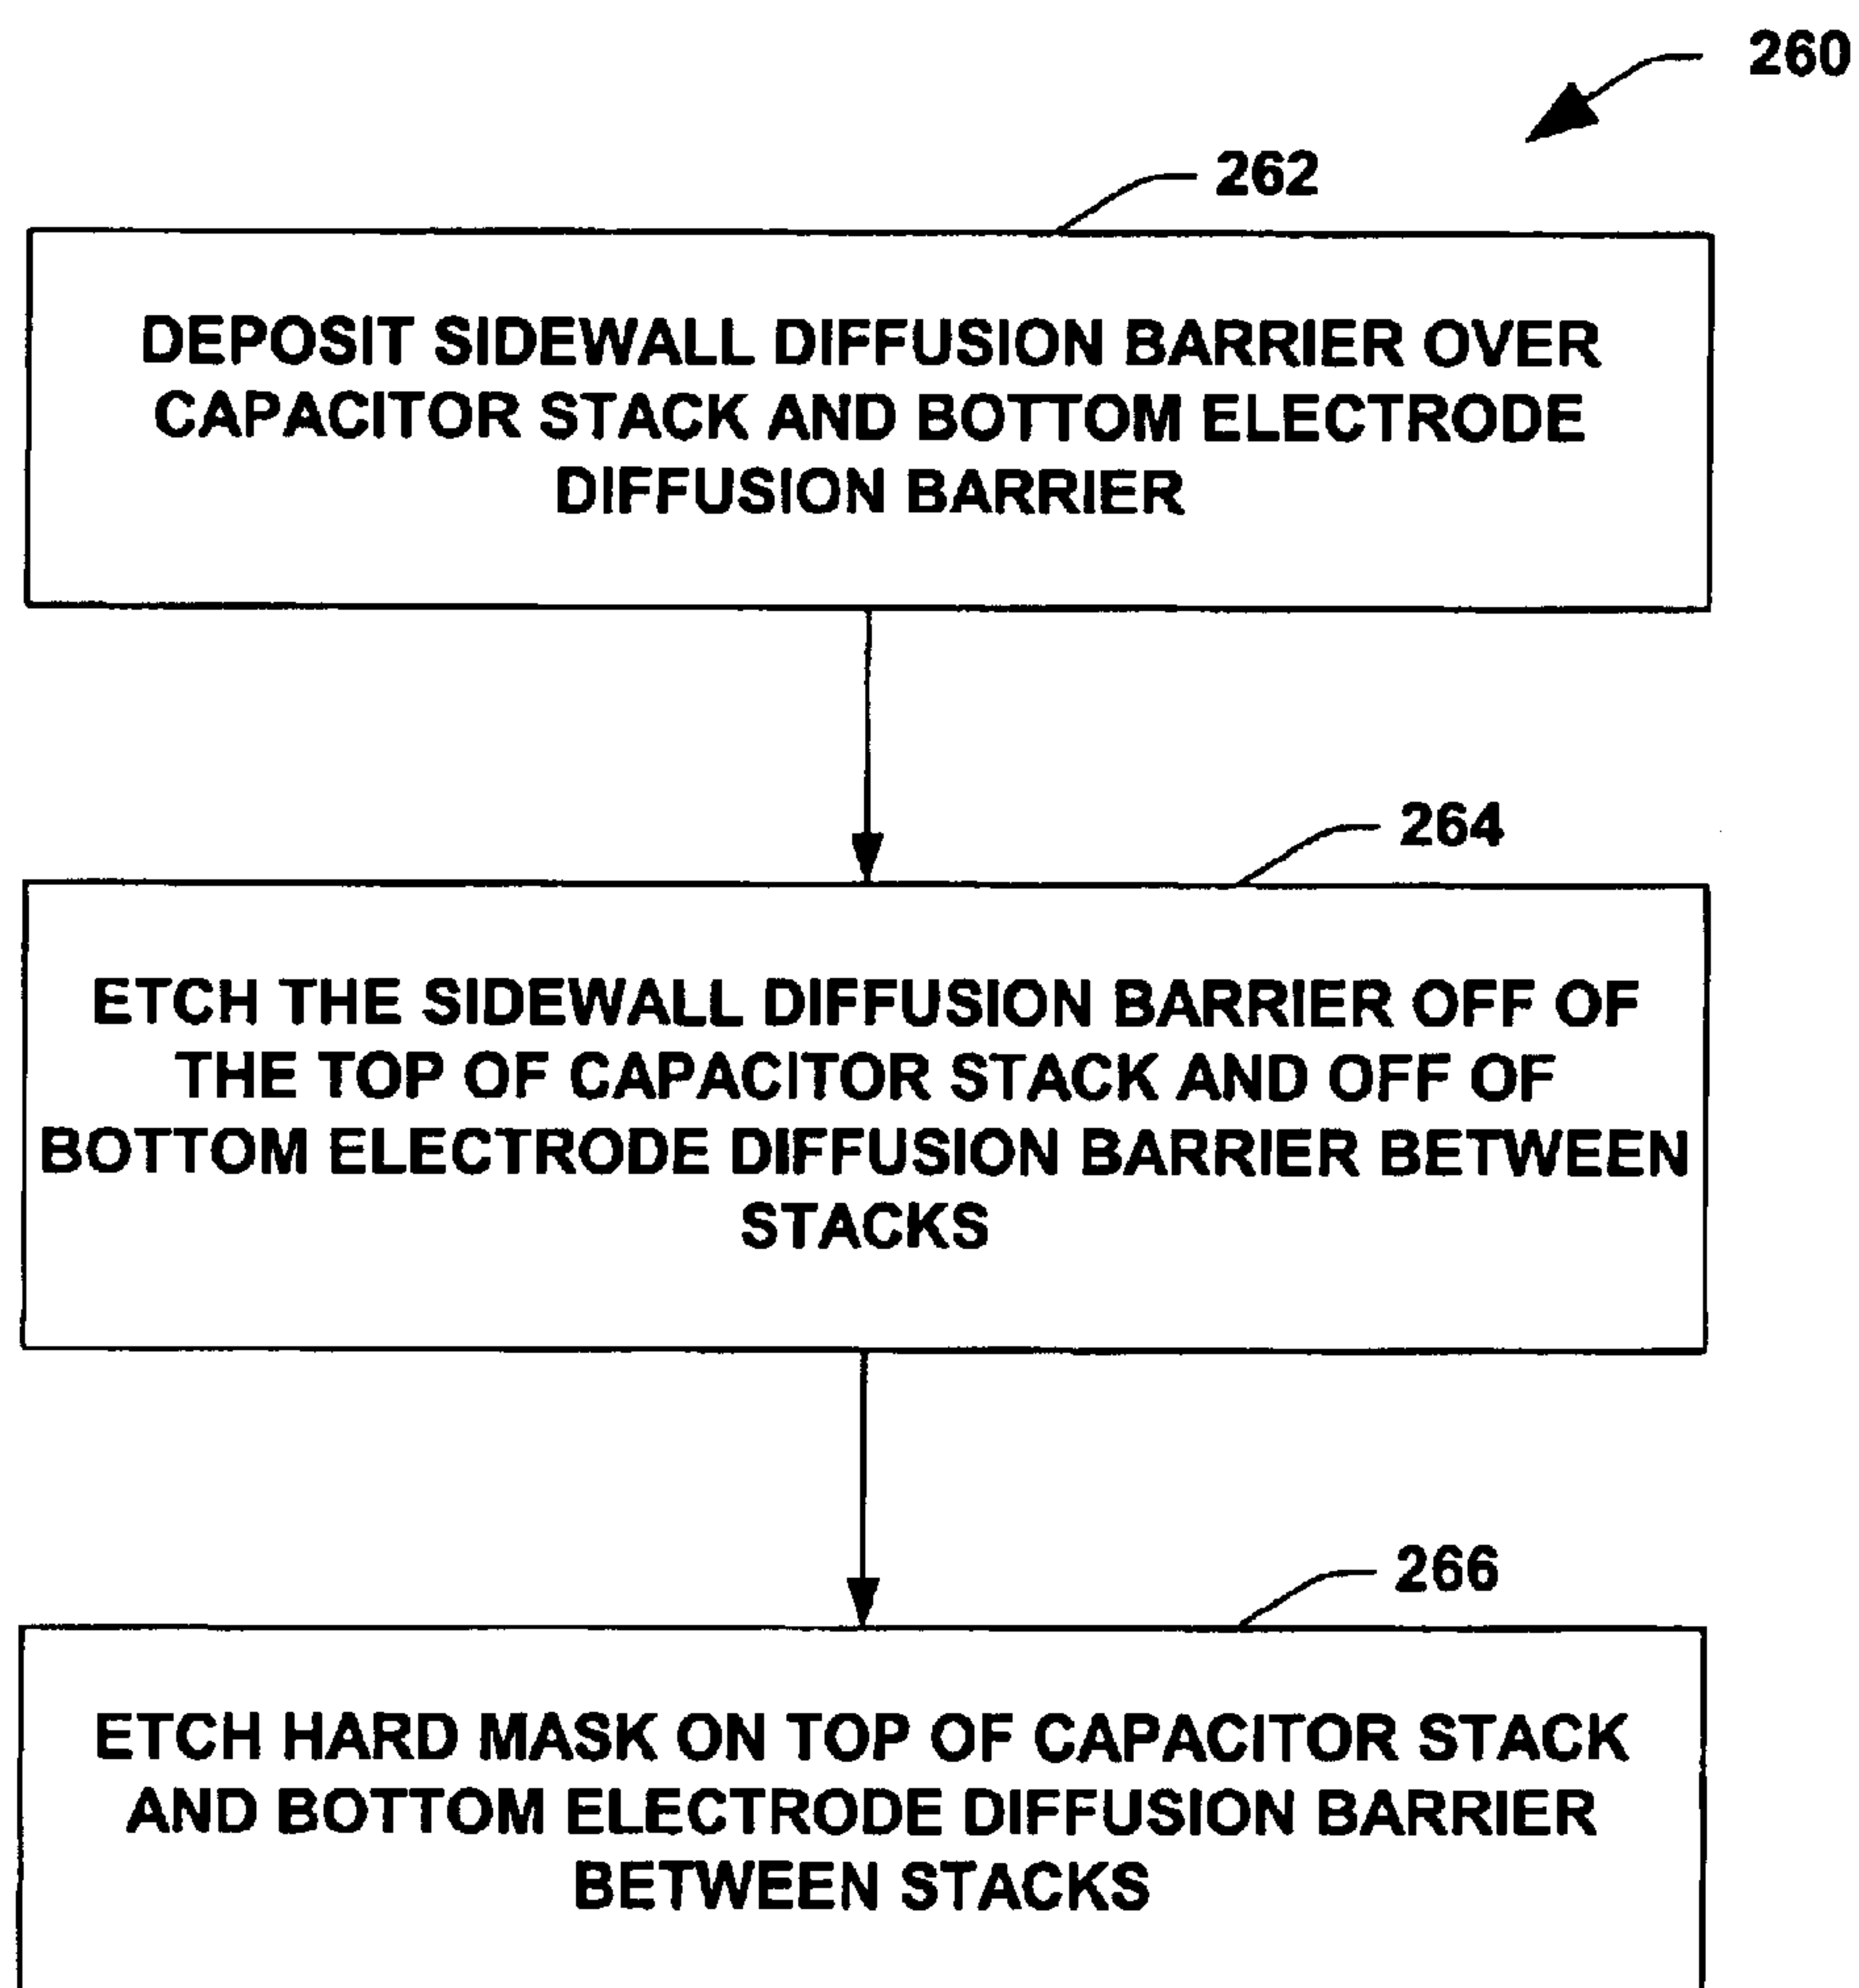 260
262
DEPOSIT SIDEWALL DIFFUSION BARRIER OVER
CAPACITOR STACK AND BOTTOM ELECTRODE
DIFFUSION BARRIER
264
ETCH THE SIDEWALL DIFFUSION BARRIER OFF OF
THE TOP OF CAPACITOR STACK AND OFF OF
BOTTOM ELECTRODE DIFFUSION BARRIER BETWEEN
STACKS
266
ETCH HARD MASK ON TOP OF CAPACITOR STACK
AND BOTTOM ELECTRODE DIFFUSION BARRIER
BETWEEN STACKS